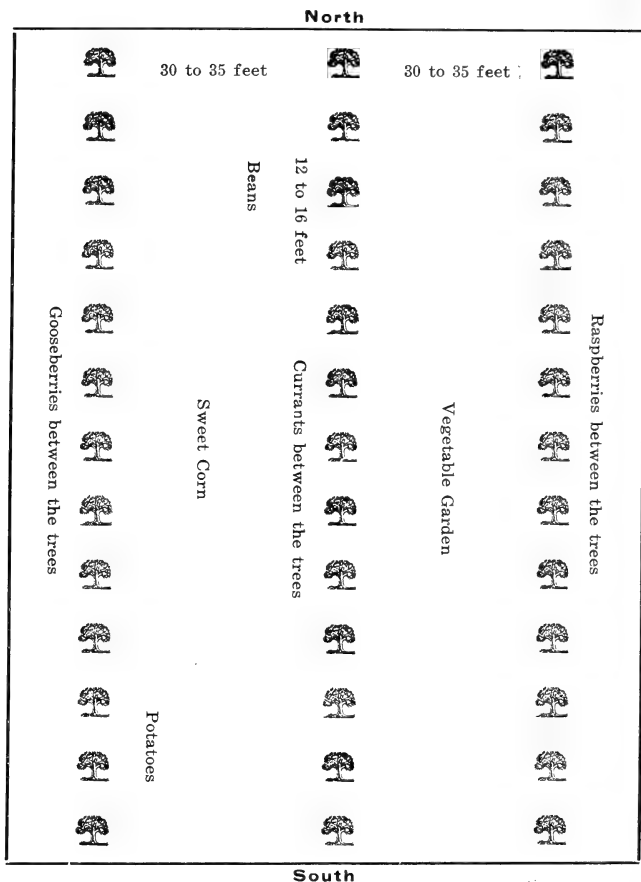 North
30 to 35 feet
30 to 35 feet
Beans
12 to 16 feet
Gooseberries between the trees
Sweet Corn
Currants between the trees
Vegetable Garden
Raspberries between the trees
Potatoes
South